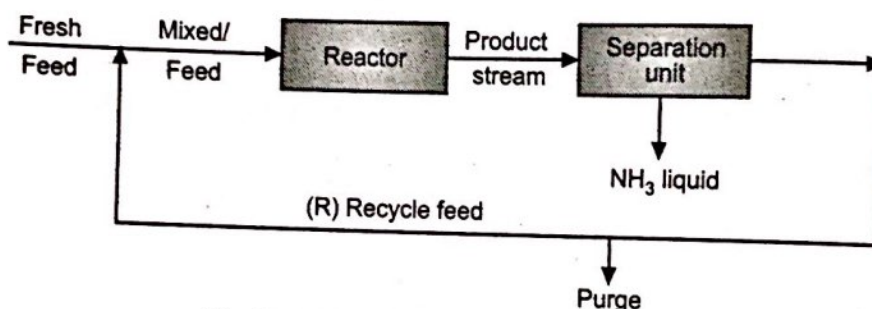 Fresh
Feed
Mixed/
Feed
Reactor
Product
stream
Separation
unit
NH₃ liquid
(R) Recycle feed
Purge